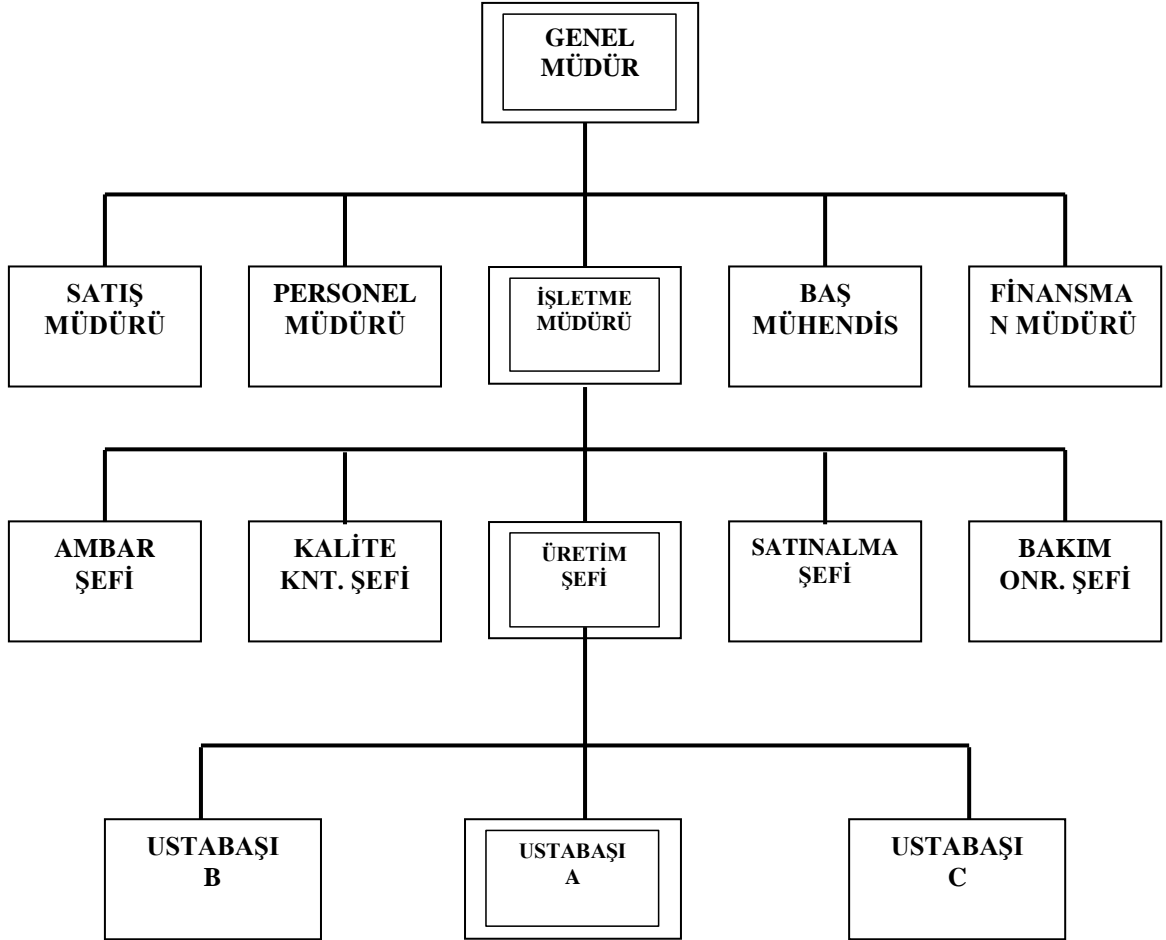 GENEL
MÜDÜR
SATIŞ
MÜDÜRÜ
PERSONEL
MÜDÜRÜ
İŞLETME
MÜDÜRÜ
BAŞ
MÜHENDİS
FİNANSMA
N MÜDÜRÜ
AMBAR
ŞEFİ
KALİTE
KNT. ŞEFİ
ÜRETİM
ŞEFİ
SATINALMA
ŞEFİ
BAKIM
ONR. ŞEFİ
USTABAŞI
B
USTABAŞI
A
USTABAŞI
C